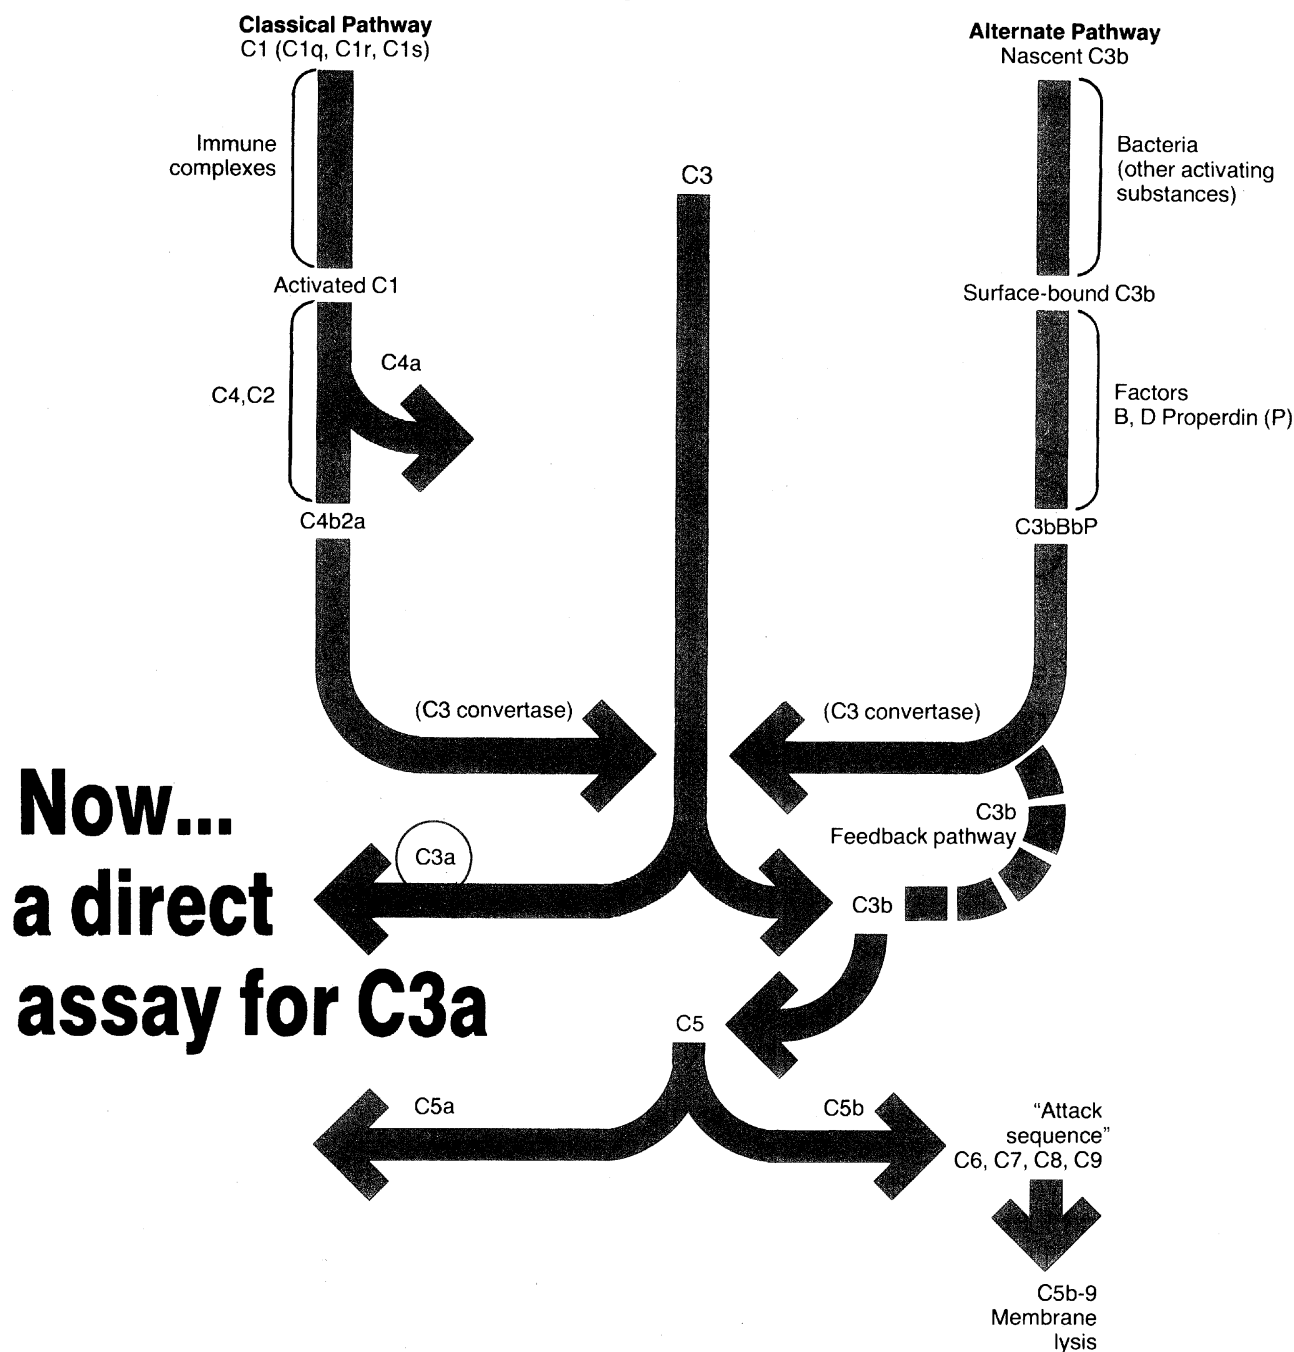 Classical Pathway
C1 (C1q, C1r, C1s)
Alternate Pathway
Nascent C3b
Immune
complexes
Bacteria
(other activating
substances)
C3
Activated C1
Surface-bound C3b
C4a
C4,C2
Factors
B, D Properdin (P)
C4b2a
C3bBbP
(C3 convertase)
(C3 convertase)
Now...
a direct
assay for C3a
C3a
C3b
Feedback pathway
C3b
C5
C5a
C5b
“Attack
sequence”
C6, C7, C8, C9
C5b-9
Membrane
lysis